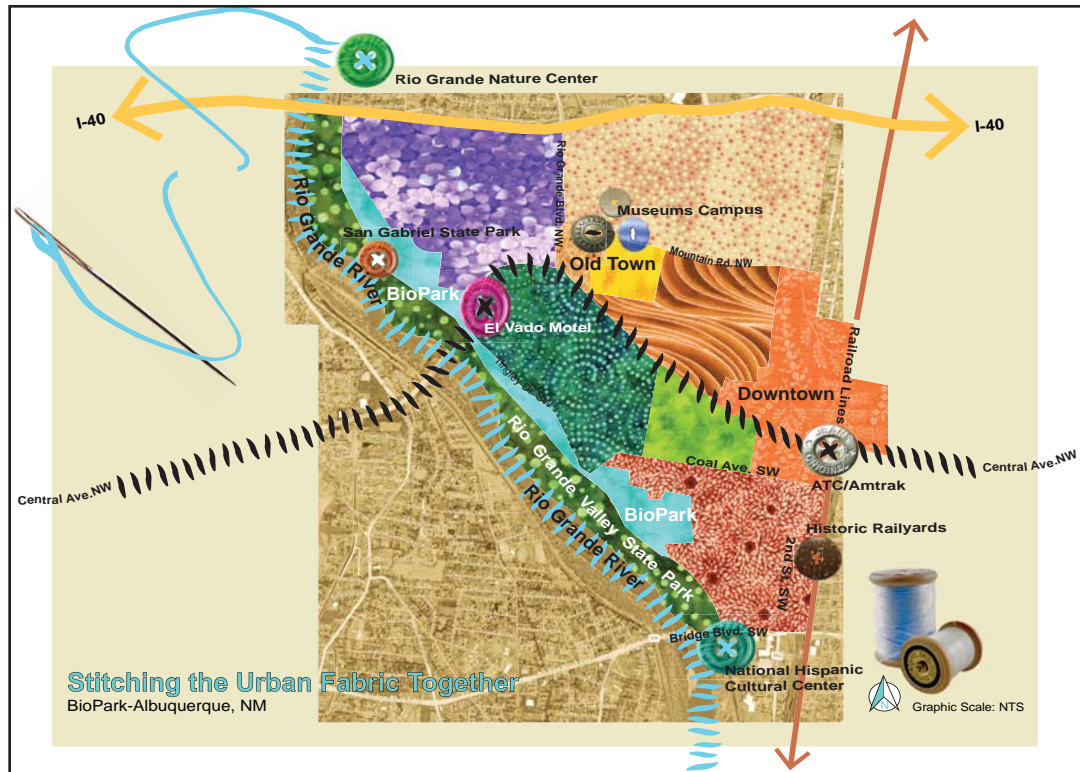 Rio Grande Nature Center
I-40
I-40
Rio Grande Blvd. NW
Museums Campus
Rio Grande River
San Gabriel State Park
Old Town
Mountain Rd. NW
BioPark
El Vado Motel
Tingley Dr. SW
Railroad Lines
Downtown
Rio Grande Valley State Park
Coal Ave. SW
Central Ave.NW
Central Ave.NW
ATC/Amtrak
BioPark
Rio Grande River
Historic Railyards
2nd St. SW
Bridge Blvd. SW
National Hispanic
Cultural Center
Stitching the Urban Fabric Together
BioPark-Albuquerque, NM
N
Graphic Scale: NTS